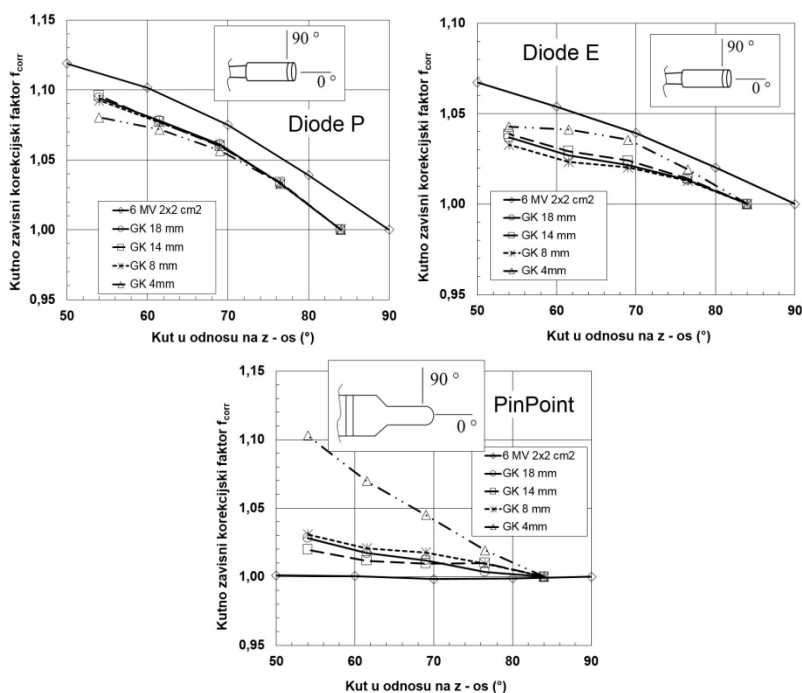 1,15
1,10
1,05
1,00
0,95
50 60 70 80 90
Kutno zavisni korekcijski faktor f_corr
Kut u odnosu na z - os (°)
90 °
0 °
Diode P
6 MV 2x2 cm2
GK 18 mm
GK 14 mm
GK 8 mm
GK 4mm
1,10
1,05
1,00
0,95
50 60 70 80 90
Kutno zavisni korekcijski faktor f_corr
Kut u odnosu na z - os (°)
Diode E
90 °
0 °
6 MV 2x2 cm2
GK 18 mm
GK 14 mm
GK 8 mm
GK 4mm
1,15
1,10
1,05
1,00
0,95
50 60 70 80 90
Kutno zavisni korekcijski faktor f_corr
Kut u odnosu na z - os (°)
90 °
0 °
PinPoint
6 MV 2x2 cm2
GK 18 mm
GK 14 mm
GK 8 mm
GK 4mm